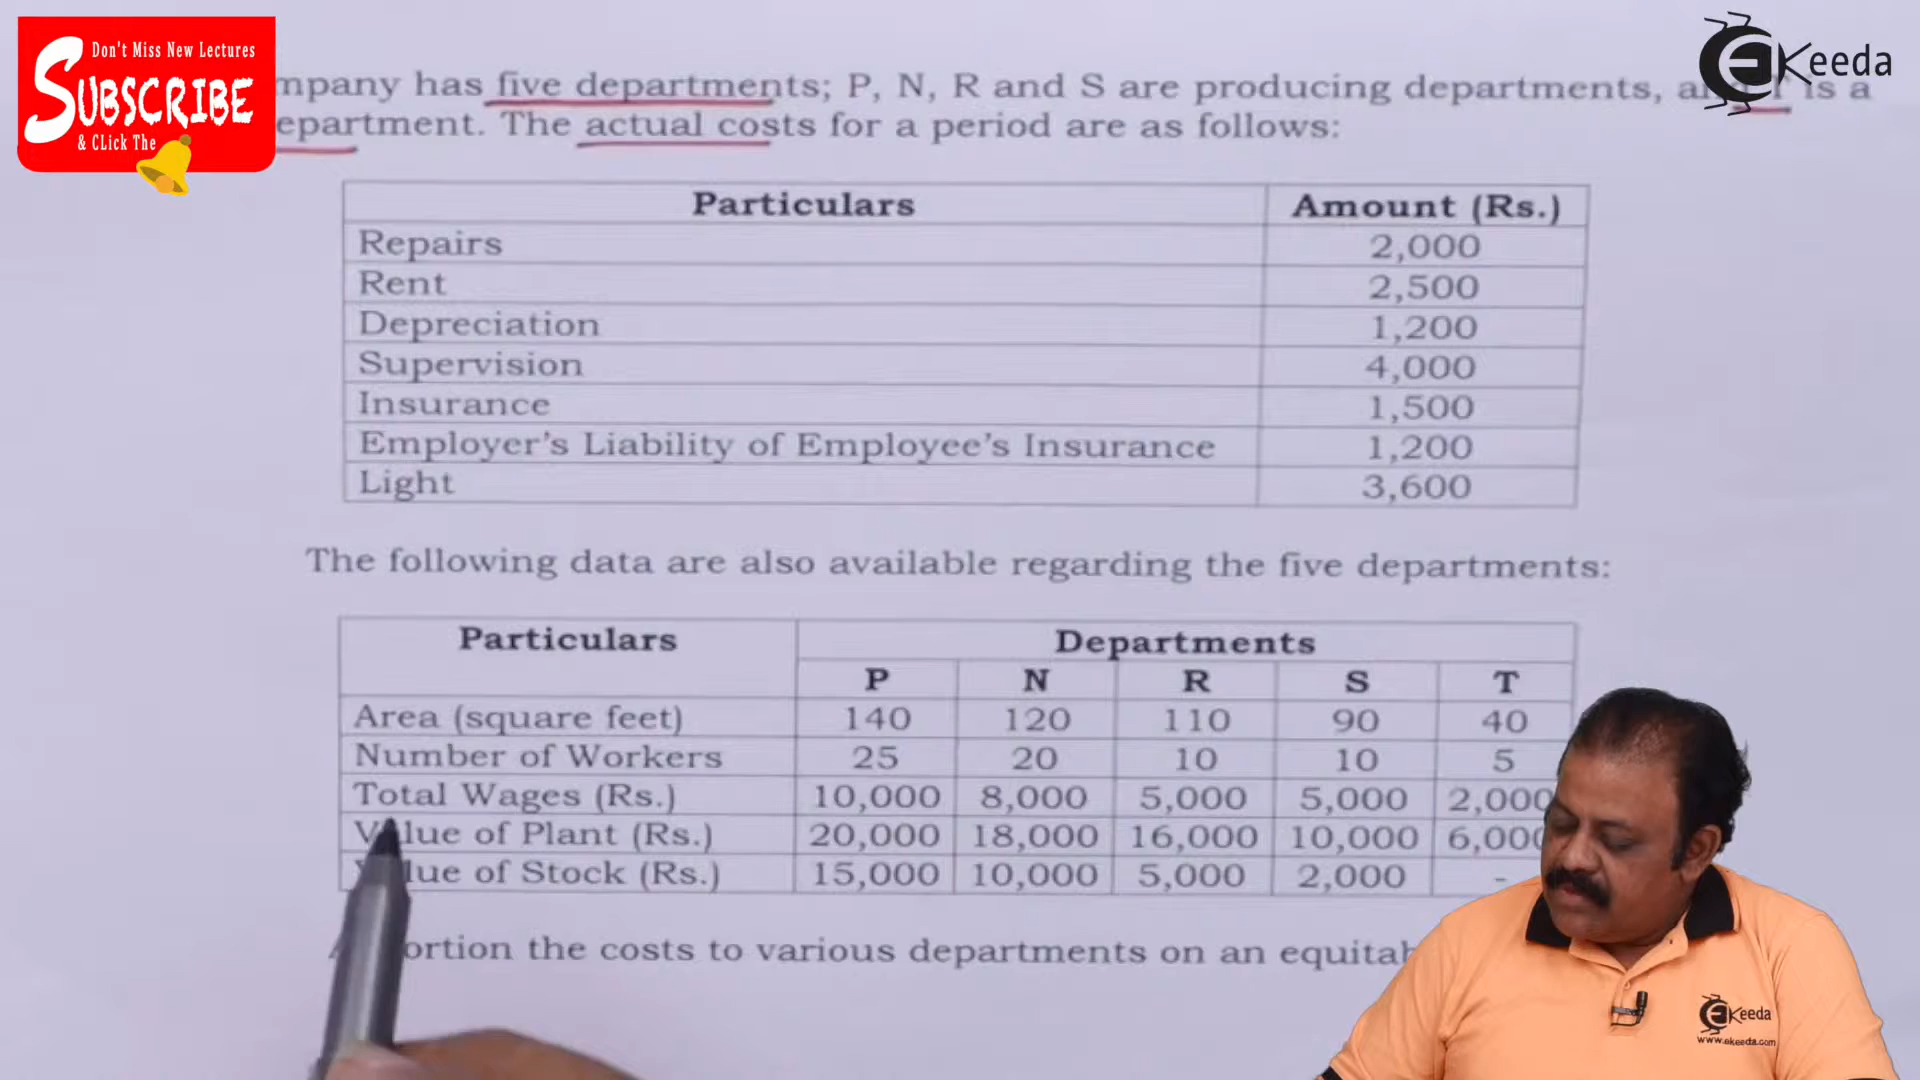 Don't Miss New Lectures
SUBSCRIBE
& CLick The
Keeda
mpany has five departments; P, N, R and S are producing departments, is a
epartment. The actual costs for a period are as follows:
Particulars Amount (Rs.)
Repairs 2,000
Rent 2,500
Depreciation 1,200
Supervision 4,000
Insurance 1,500
Employer's Liability of Employee's Insurance 1,200
Light 3,600
The following data are also available regarding the five departments:
Particulars Departments
P N R S T
Area (square feet) 140 120 110 90 40
Number of Workers 25 20 10 10 5
Total Wages (Rs.) 10,000 8,000 5,000 5,000 2,000
Value of Plant (Rs.) 20,000 18,000 16,000 10,000 6,000
lue of Stock (Rs.) 15,000 10,000 5,000 2,000 -
ortion the costs to various departments on an equitab
Keeda
www.ekeeda.com